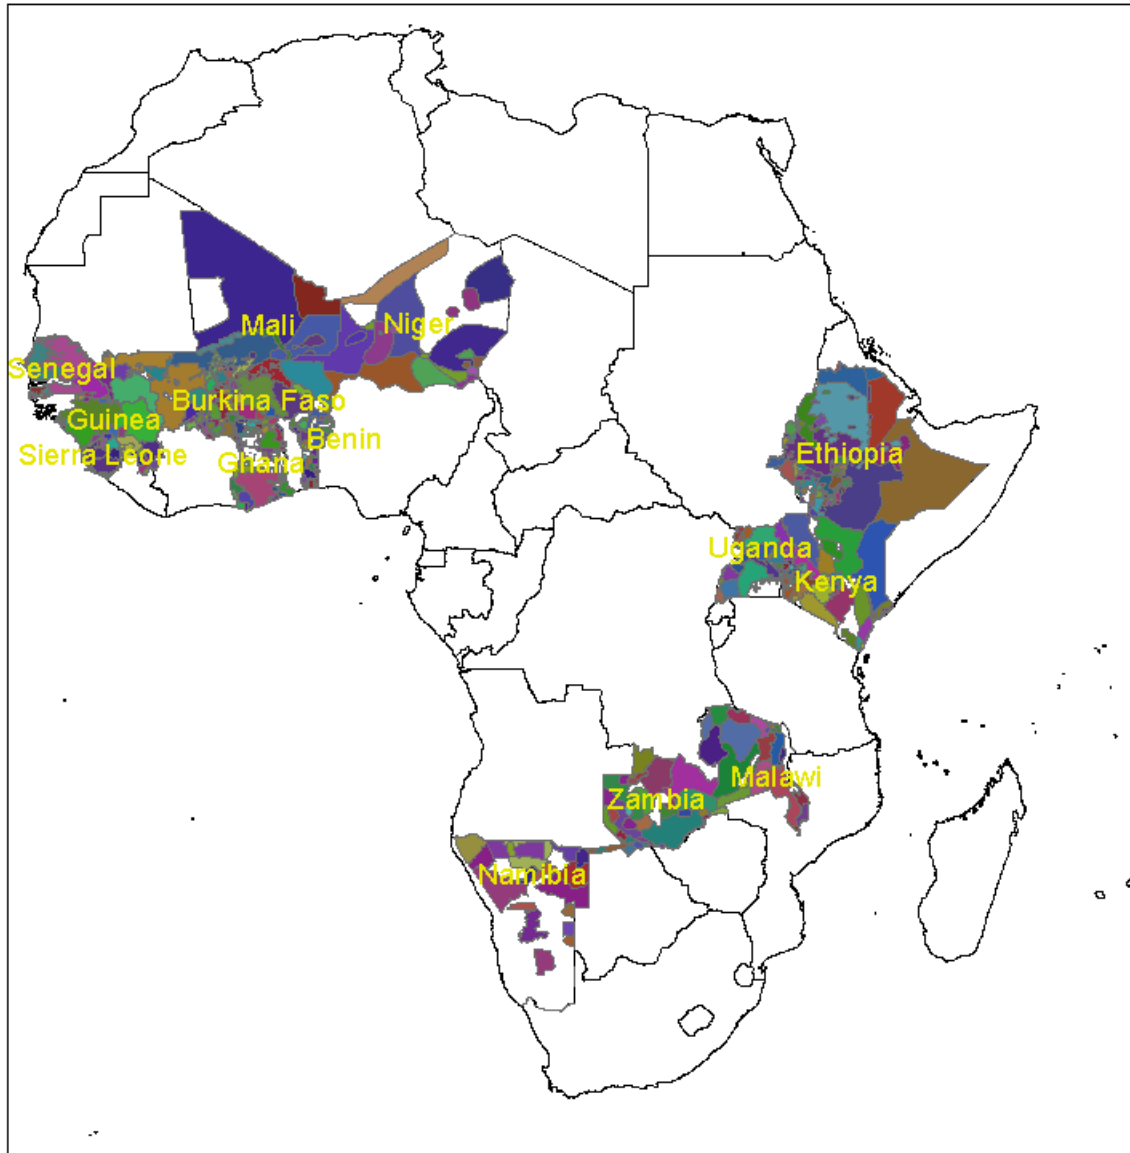 Mali
Niger
Senegal
Burkina Faso
Guinea
Benin
Sierra Leone
Ghana
Ethiopia
Uganda
Kenya
Malawi
Zambia
Namibia